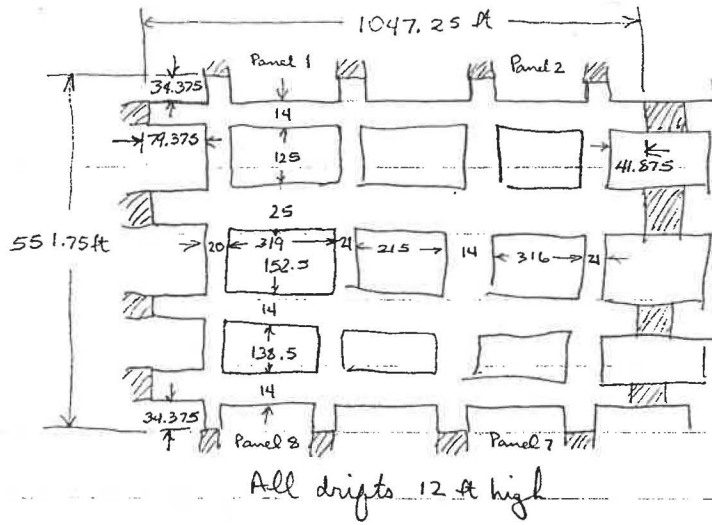 1047.25 ft
Panel 1
Panel 2
34.375
14
79.375
125
41.875
25
551.75 ft
20
319
21
215
14
316
21
152.5
14
138.5
14
34.375
Panel 8
Panel 7
All drifts 12 ft high